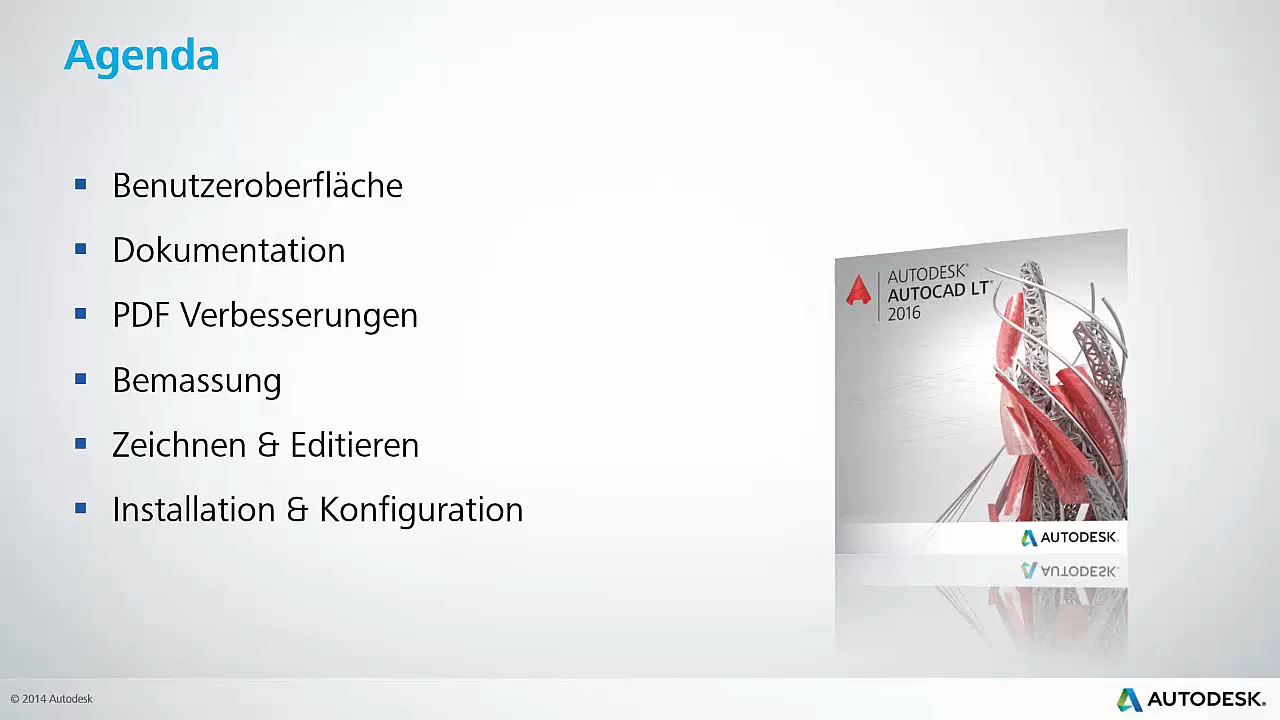 Agenda
Benutzeroberfläche
Dokumentation
PDF Verbesserungen
Bemassung
Zeichnen & Editieren
Installation & Konfiguration
AUTODESK®
AUTOCAD LT®
2016
AUTODESK.
AUTODESK.
© 2014 Autodesk
AUTODESK.